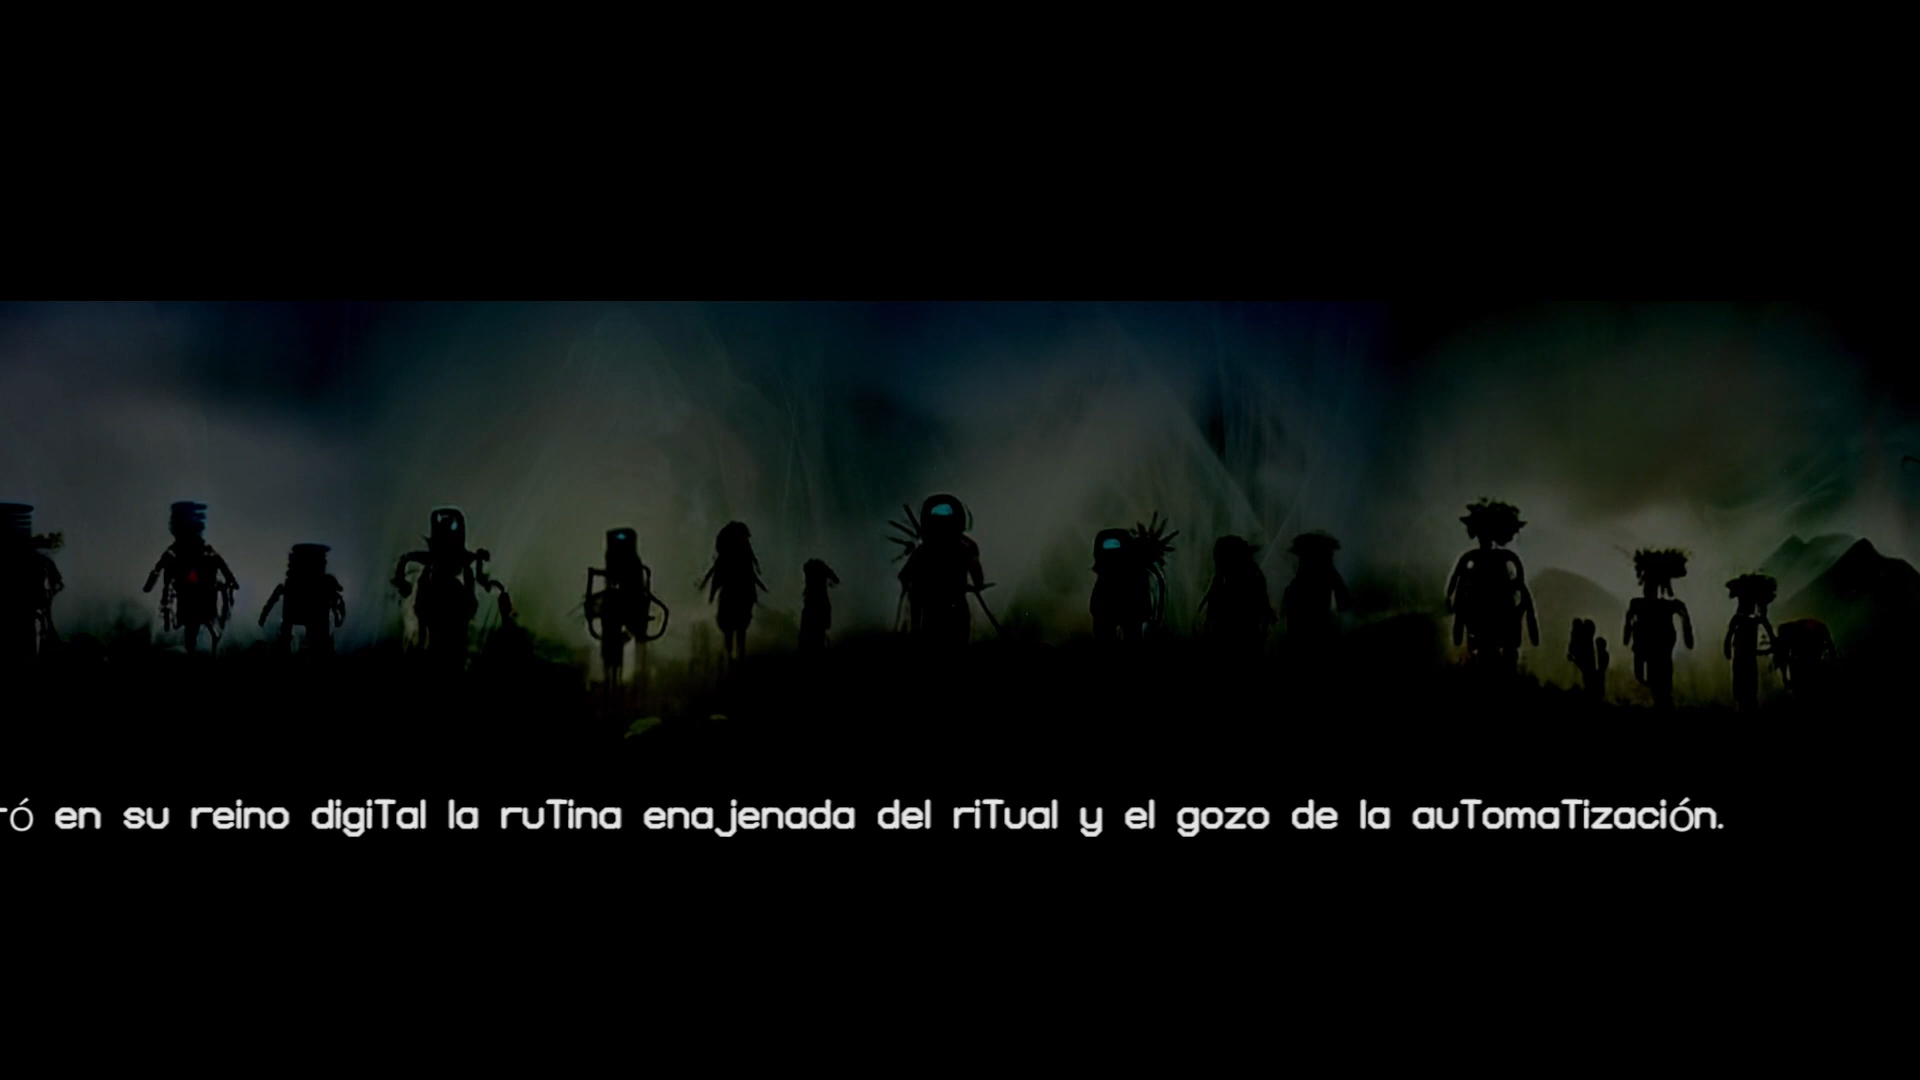 en su reino digiTal la ruTina enajenada del riTual y el gozo de la auTomaTización.